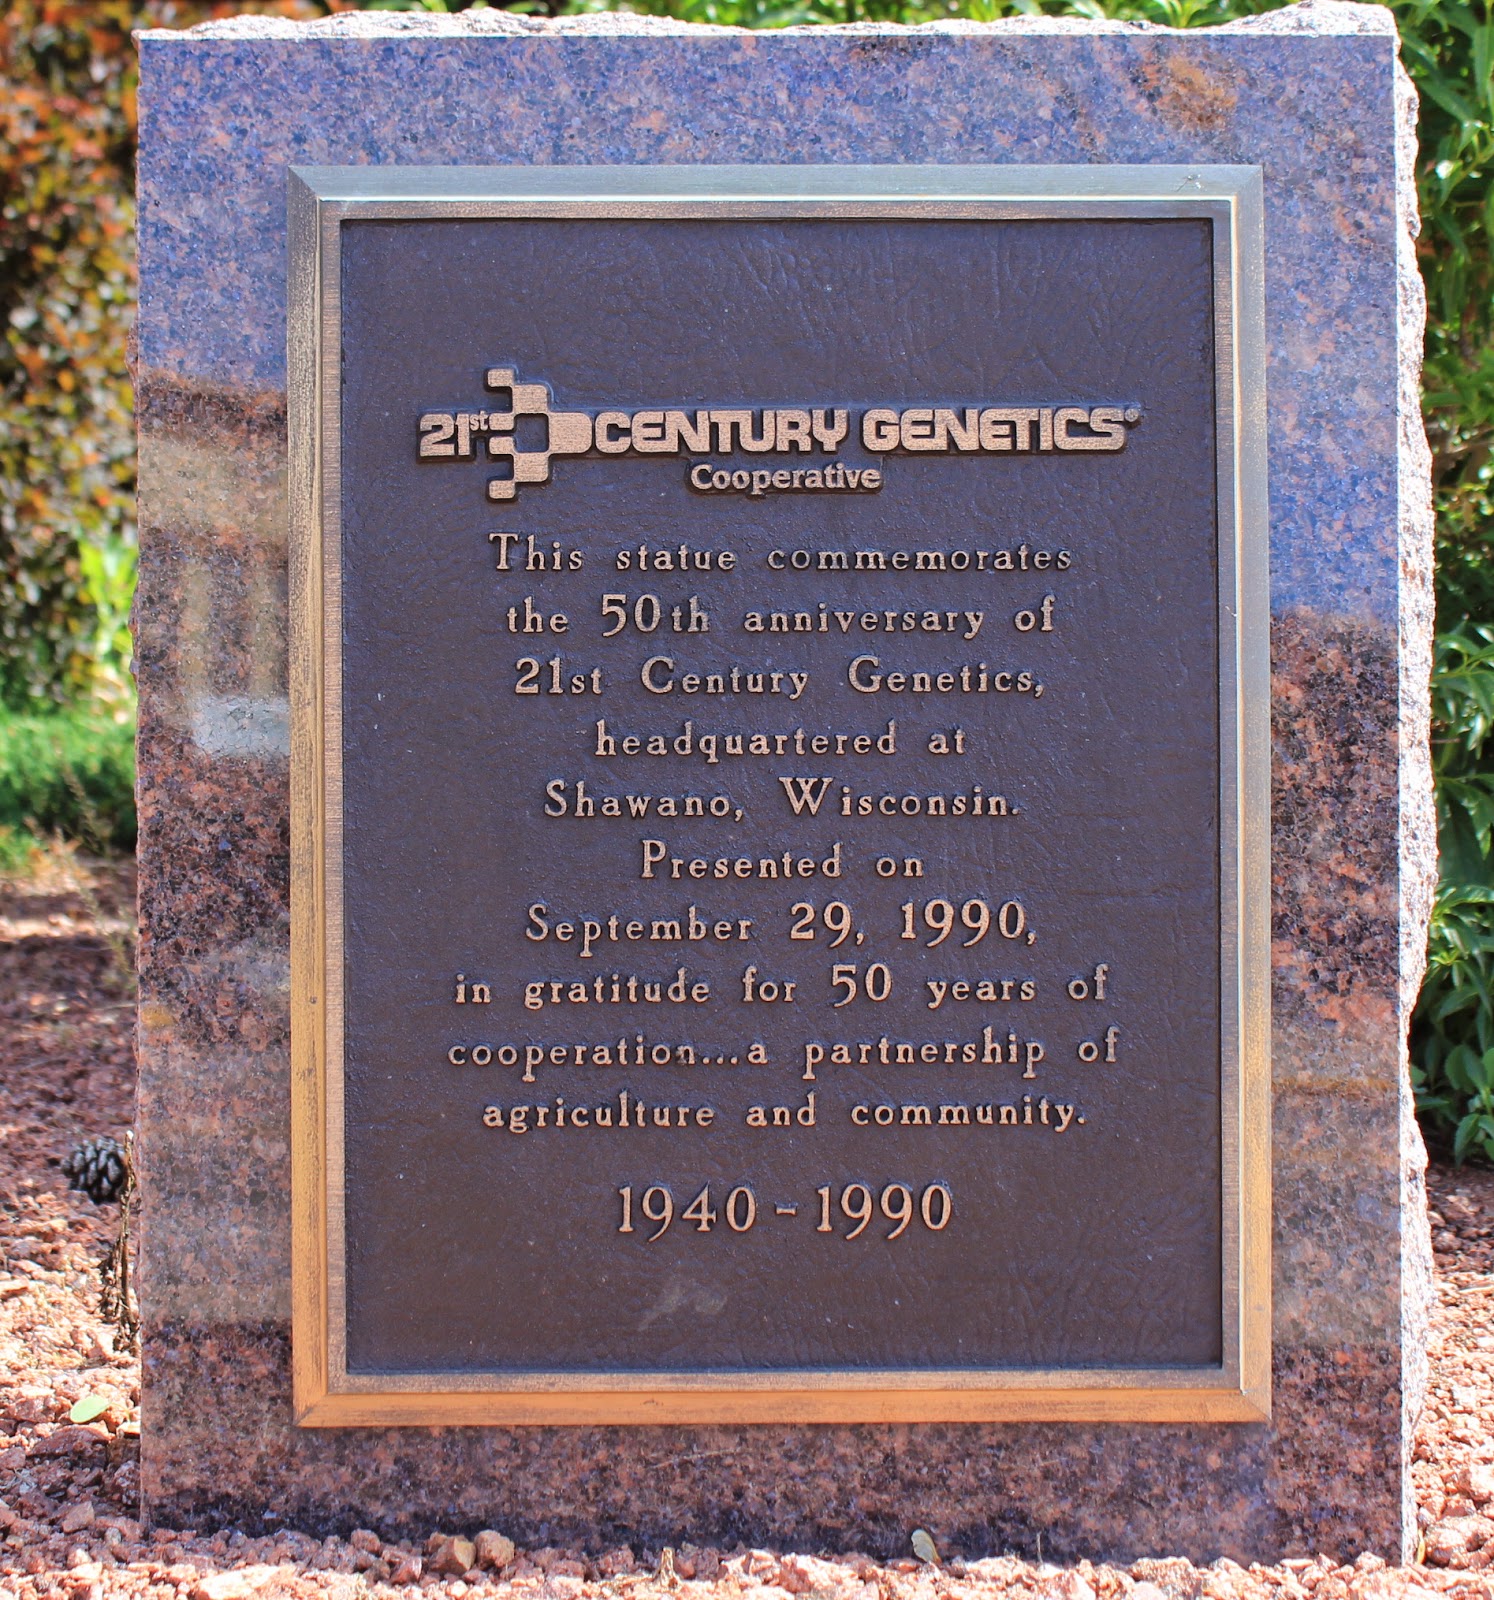 21st CENTURY GENETICS®
Cooperative
This statue commemorates
the 50th anniversary of
21st Century Genetics,
headquartered at
Shawano, Wisconsin.
Presented on
September 29, 1990,
in gratitude for 50 years of
cooperation...a partnership of
agriculture and community.
1940 - 1990